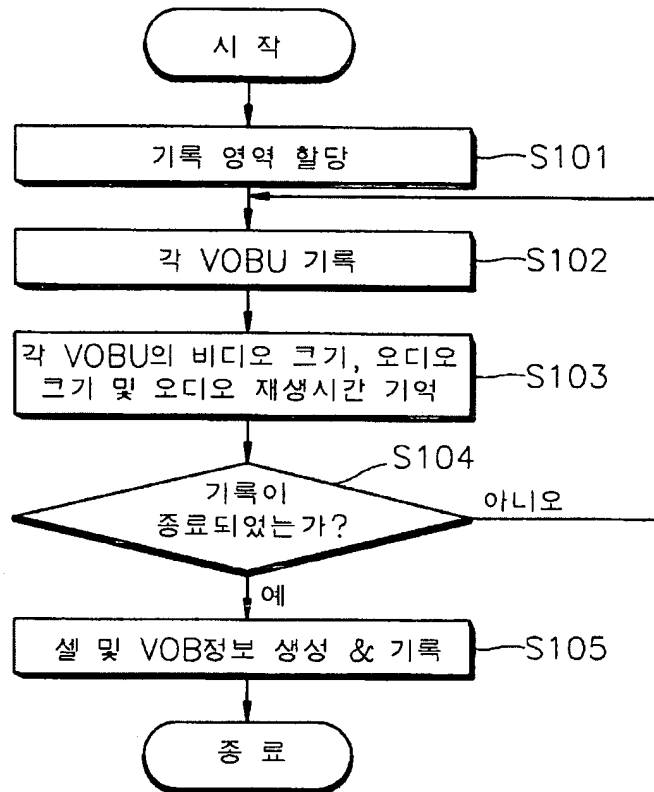 시 작
기록 영역 할당
S101
각 VOBU 기록
S102
각 VOBU의 비디오 크기, 오디오
크기 및 오디오 재생시간 기억
S103
S104
기록이
종료되었는가?
아니오
예
셀 및 VOB정보 생성 & 기록
S105
종 료